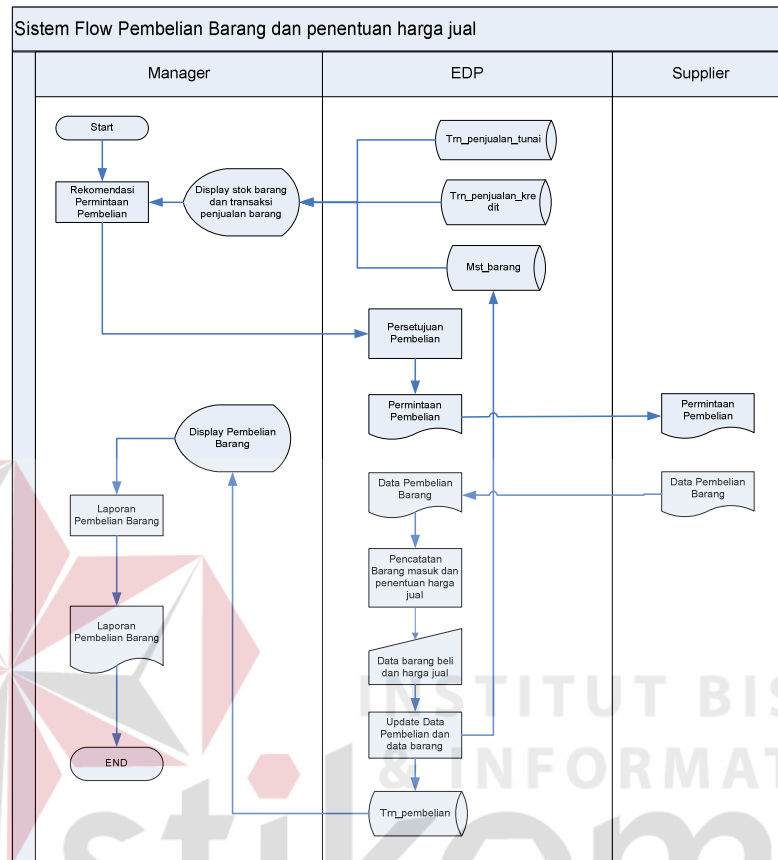 Sistem Flow Pembelian Barang dan penentuan harga jual
Manager
EDP
Supplier
Start
Trn_penjualan_tunai
Rekomendasi
Permintaan
Pembelian
Display stok barang
dan transaksi
penjualan barang
Trn_penjualan_kre
dit
Mst_barang
Persetujuan
Pembelian
Permintaan
Pembelian
Permintaan
Pembelian
Display Pembelian
Barang
Data Pembelian
Barang
Data Pembelian
Barang
Laporan
Pembelian Barang
Pencatatan
Barang masuk dan
penentuan harga
jual
Laporan
Pembelian Barang
Data barang beli
dan harga jual
Update Data
Pembelian dan
data barang
END
Trn_pembelian
INSTITUT BIS
& INFORMAT
stikom